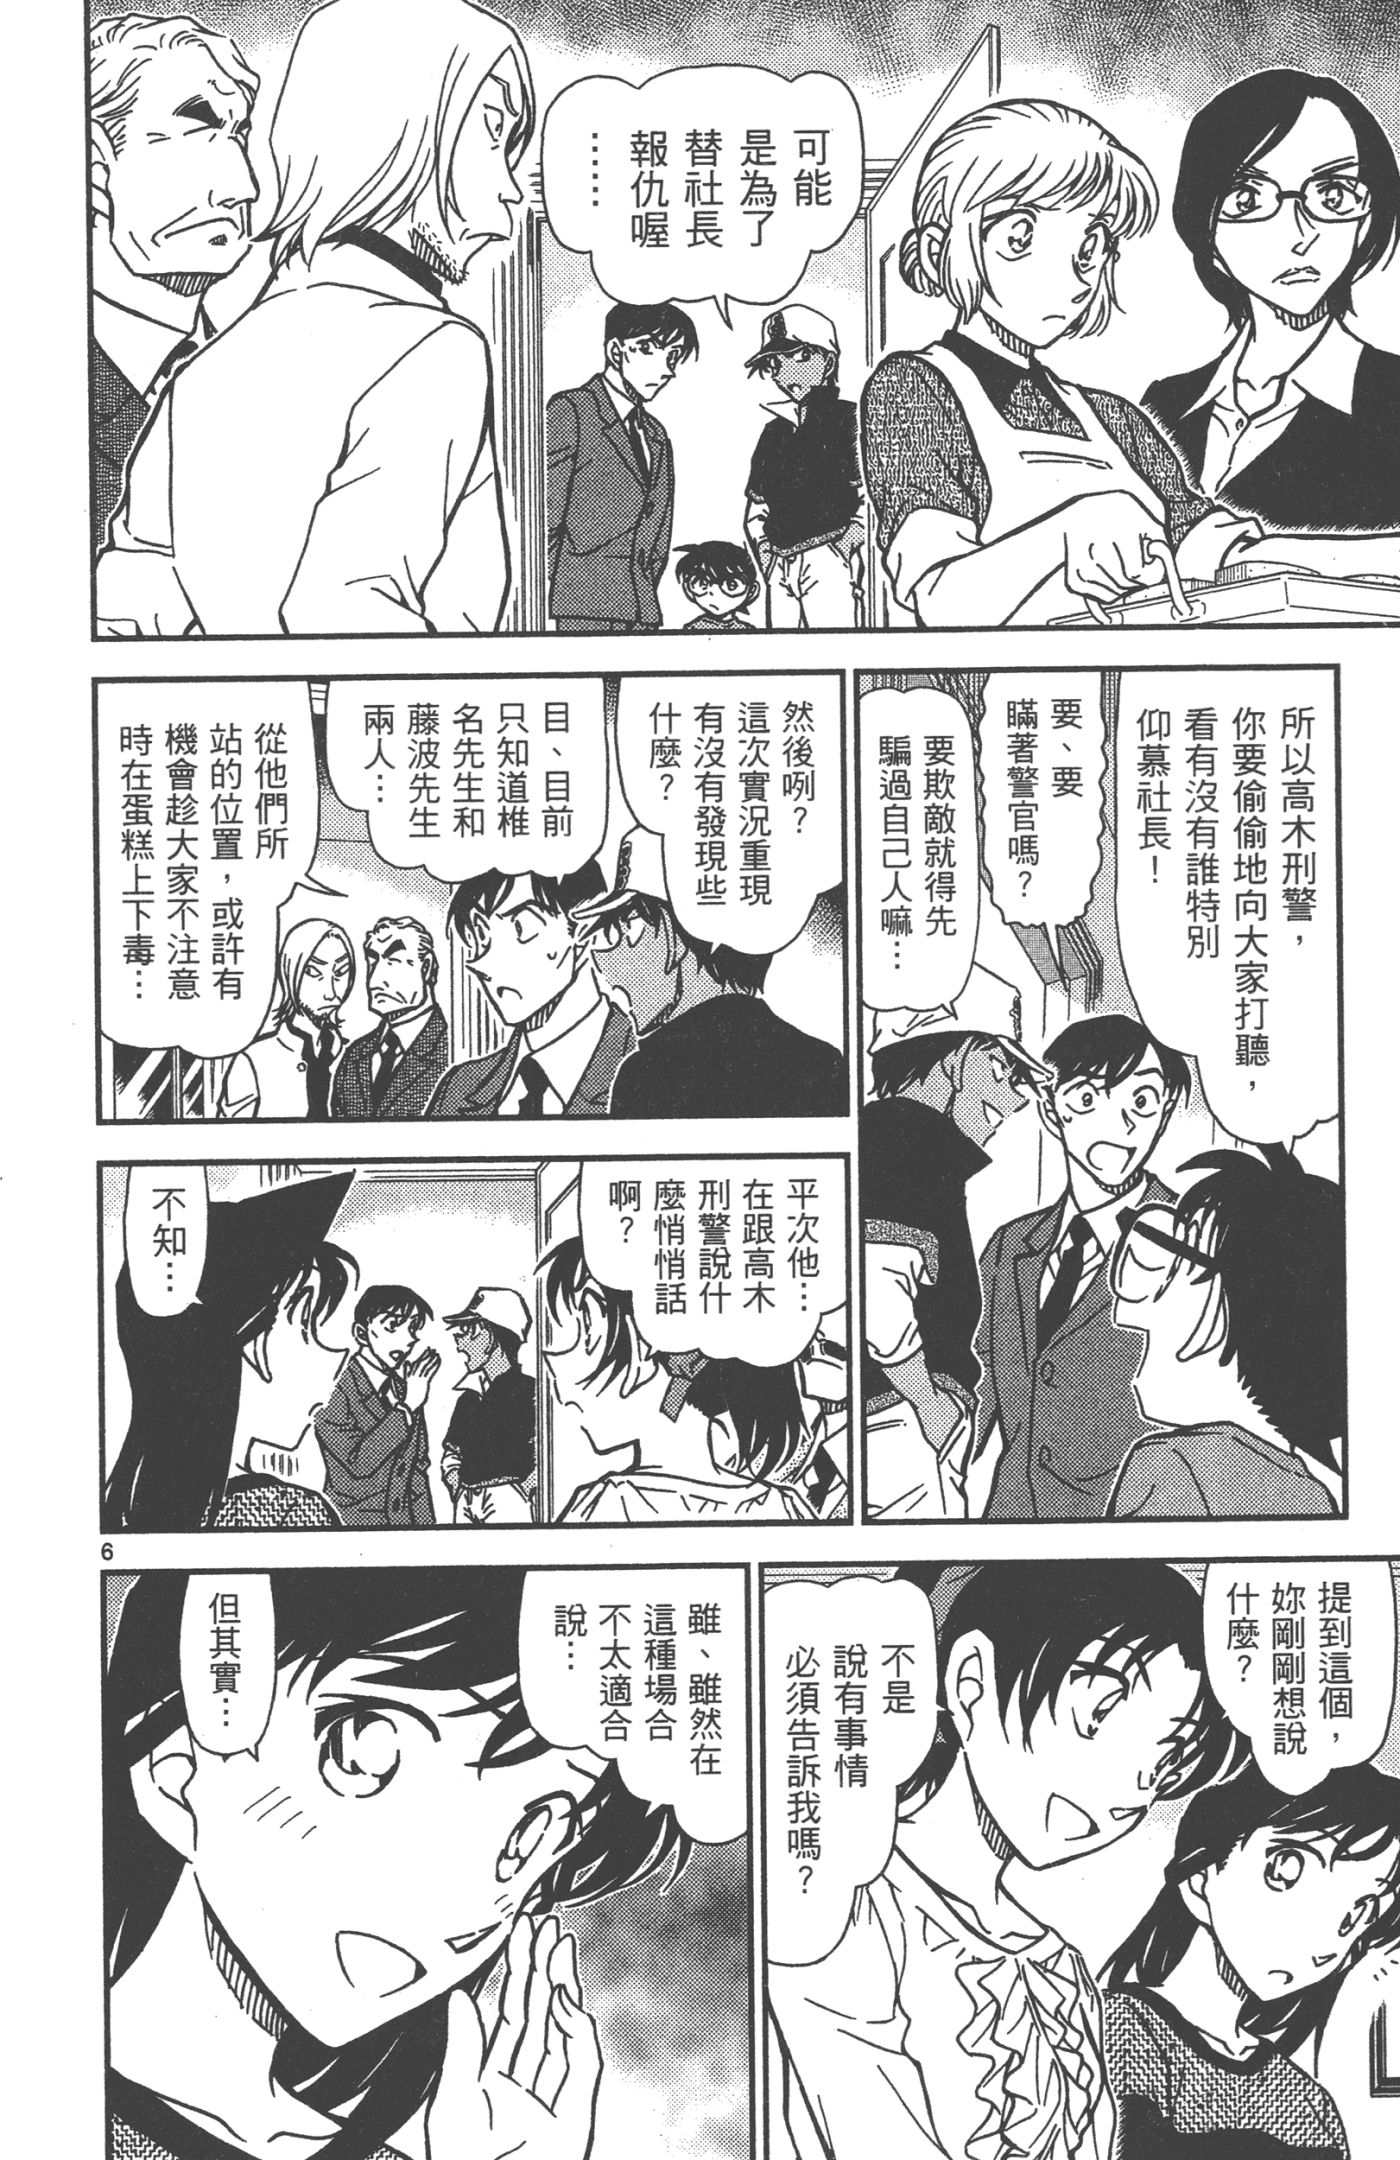 可能
是為了
替社長
報仇喔
……
所以高木刑警，
你要偷偷地向大家打聽，
看有沒有誰特別
仰慕社長！
要、要
瞞著警官嗎？
要欺敵就得先
騙過自己人嘛…
然後咧？
這次實況重現
有沒有發現些
什麼？
目、目前
只知道椎
名先生和
藤波先生
兩人…
從他們所
站的位置，或許有
機會趁大家不注意
時在蛋糕上下毒…
平次他…
在跟高木
刑警說什
麼悄悄話
啊？
不知…
提到這個，
妳剛剛想說
什麼？
不是
說有事情
必須告訴我嗎？
雖、雖然在
這種場合
不太適合
說…
但其實…
6